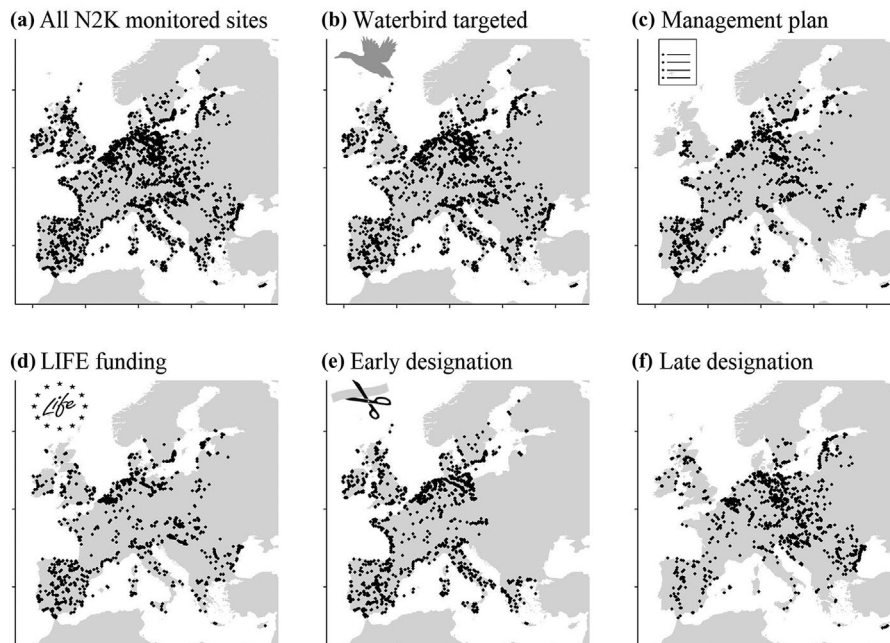 (a) All N2K monitored sites
(b) Waterbird targeted
(c) Management plan
(d) LIFE funding
Life
(e) Early designation
(f) Late designation